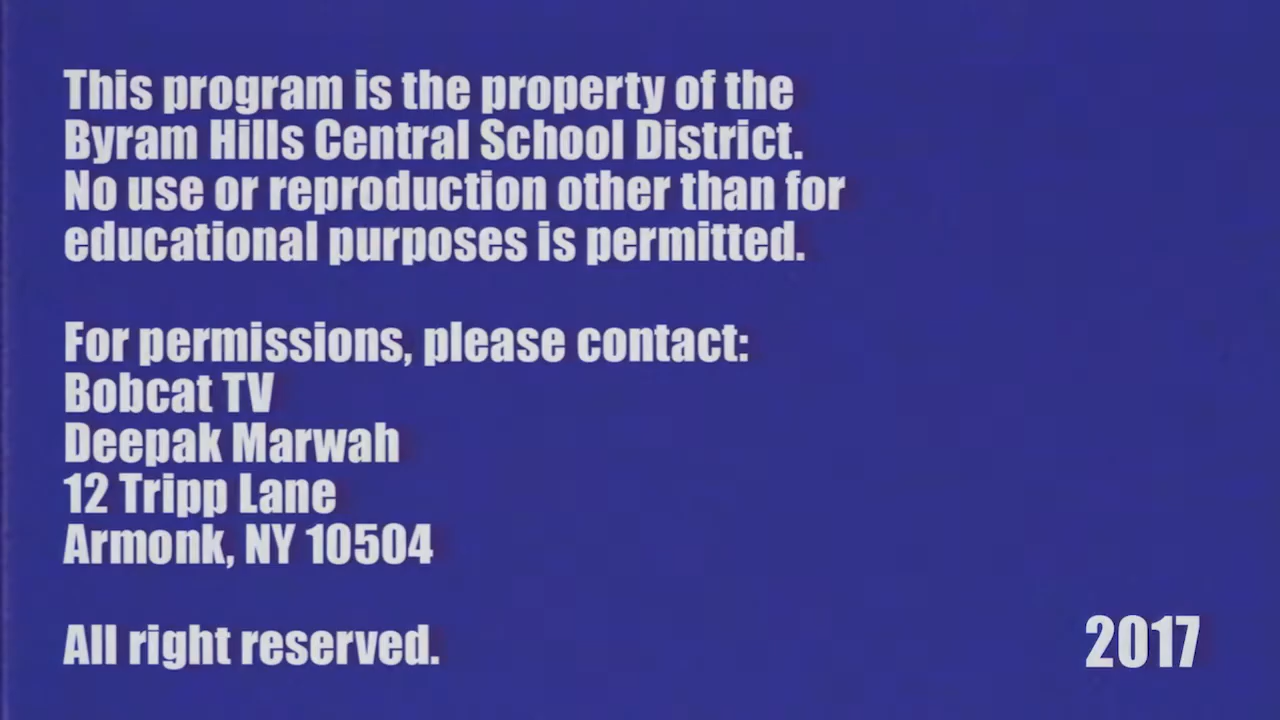 This program is the property of the
Byram Hills Central School District.
No use or reproduction other than for
educational purposes is permitted.
For permissions, please contact:
Bobcat TV
Deepak Marwah
12 Tripp Lane
Armonk, NY 10504
All right reserved.
2017